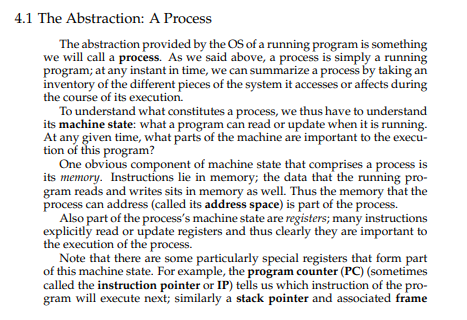 4.1 The Abstraction: A Process
The abstraction provided by the OS of a running program is something
we will call a process. As we said above, a process is simply a running
program; at any instant in time, we can summarize a process by taking an
inventory of the different pieces of the system it accesses or affects during
the course of its execution.
To understand what constitutes a process, we thus have to understand
its machine state: what a program can read or update when it is running.
At any given time, what parts of the machine are important to the execu-
tion of this program?
One obvious component of machine state that comprises a process is
its memory. Instructions lie in memory; the data that the running pro-
gram reads and writes sits in memory as well. Thus the memory that the
process can address (called its address space) is part of the process.
Also part of the process's machine state are registers; many instructions
explicitly read or update registers and thus clearly they are important to
the execution of the process.
Note that there are some particularly special registers that form part
of this machine state. For example, the program counter (PC) (sometimes
called the instruction pointer or IP) tells us which instruction of the pro-
gram will execute next; similarly a stack pointer and associated frame